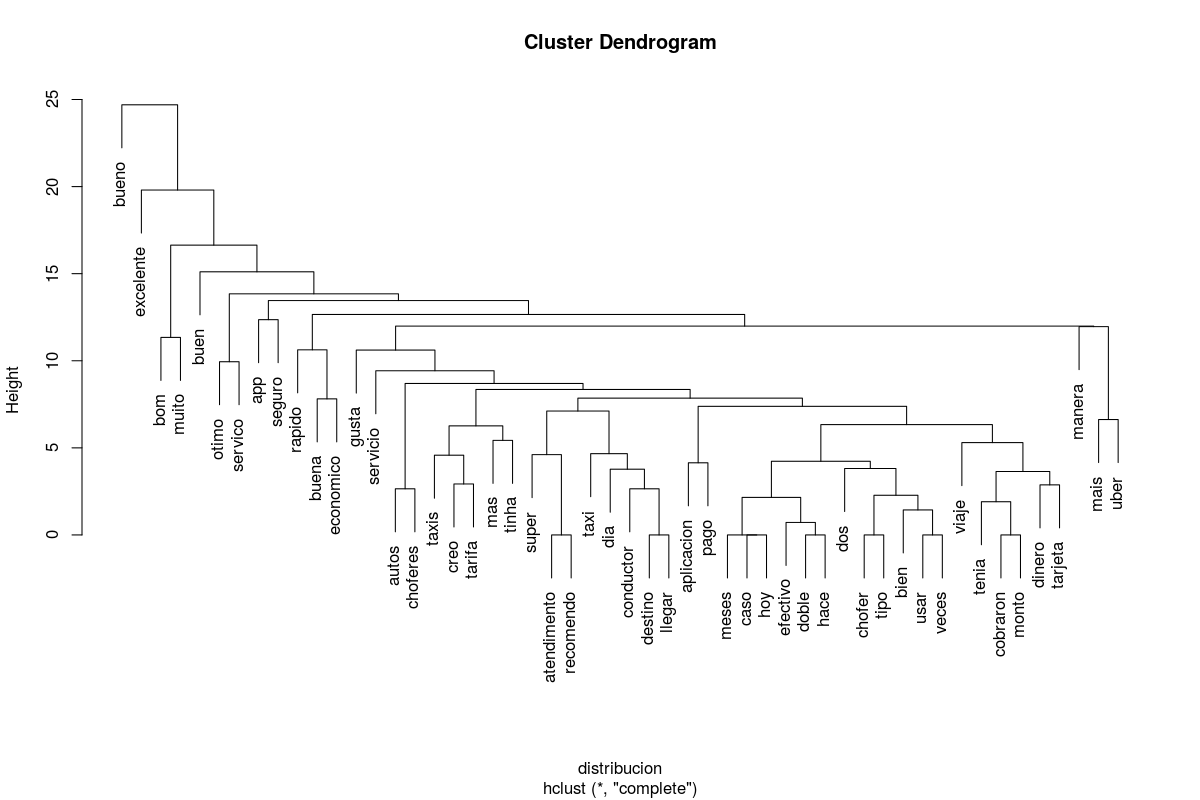 Cluster Dendrogram
Height
25
20
15
10
5
0
bueno
excelente
bom
muito
buen
otimo
servico
app
seguro
rapido
buena
economico
gusta
servicio
autos
choferes
taxis
creo
tarifa
mas
tinha
super
atendimento
recomendo
taxi
dia
conductor
destino
llegar
aplicacion
pago
meses
caso
hoy
efectivo
doble
hace
dos
chofer
tipo
bien
usar
veces
viaje
tenia
cobraron
monto
dinero
tarjeta
manera
mais
uber
distribucion
hclust (*, "complete")